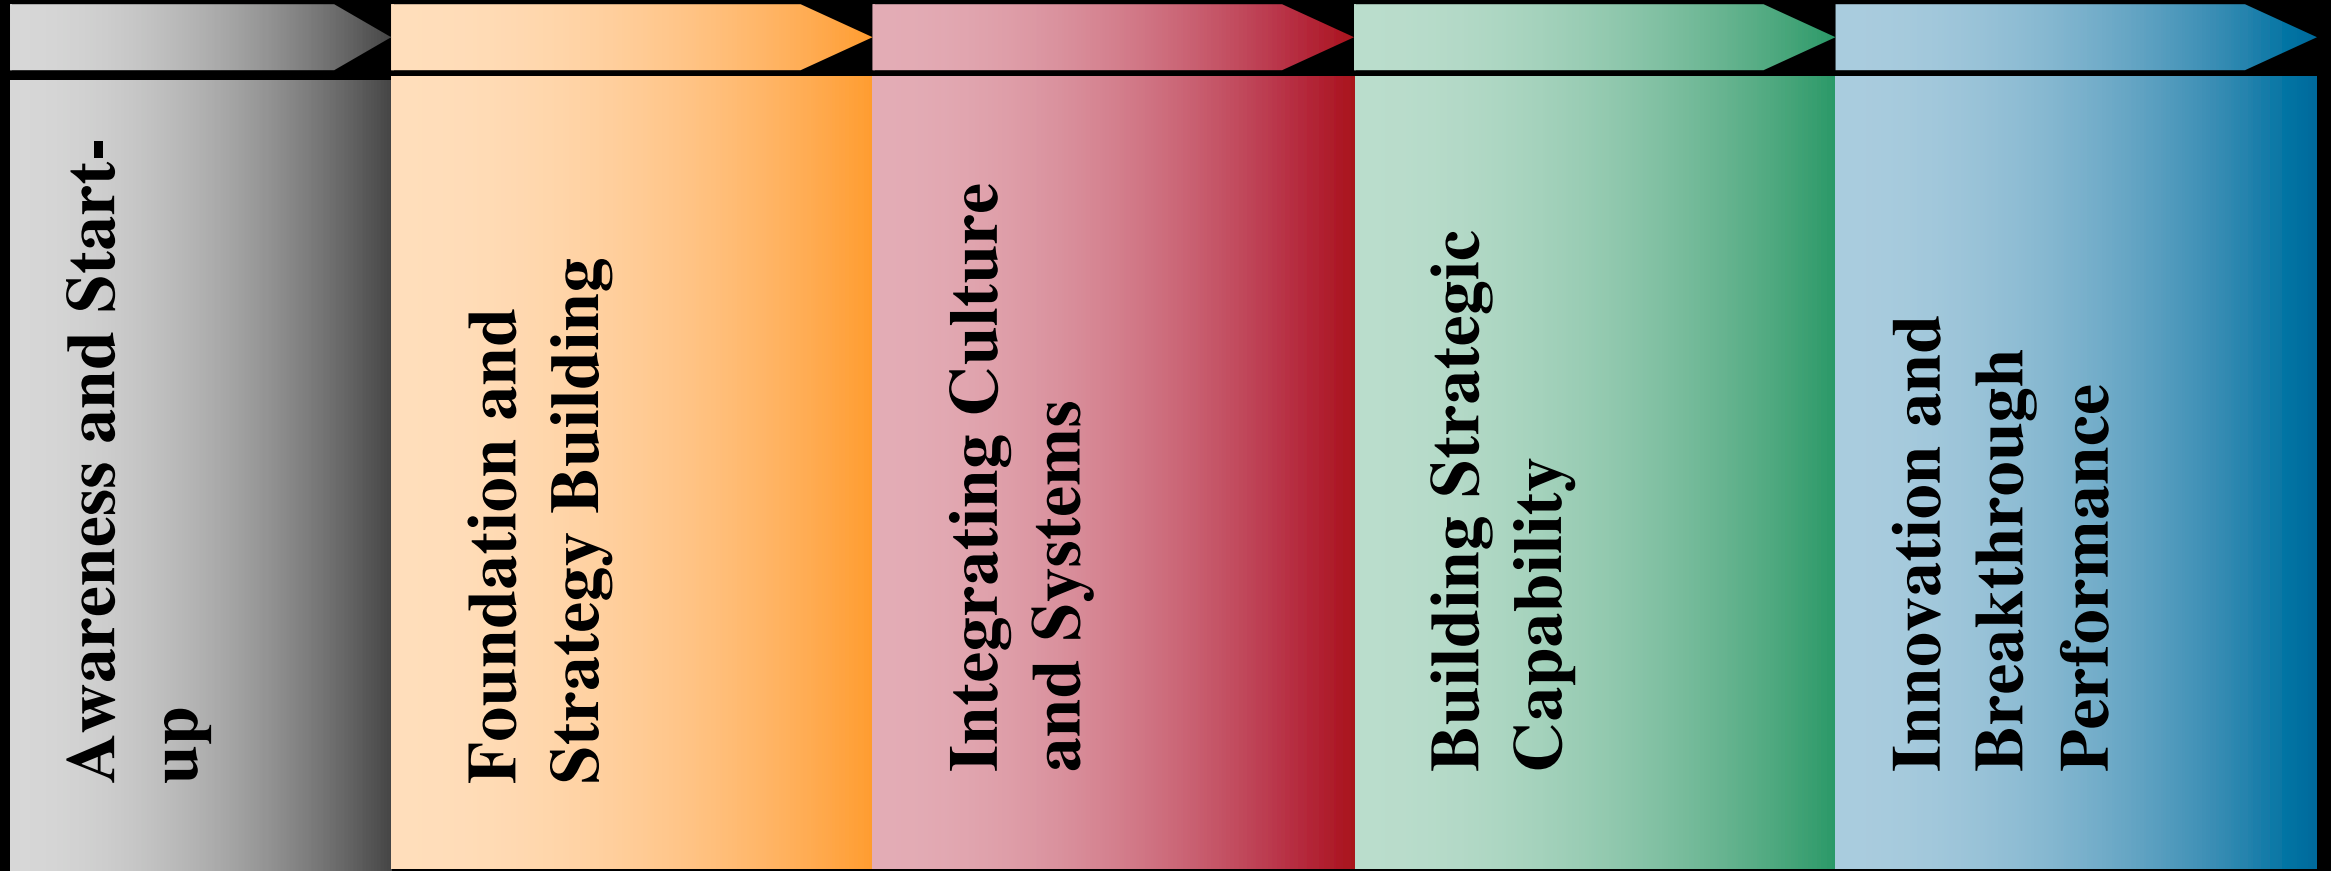 Awareness and Start-
up
Foundation and
Strategy Building
Integrating Culture
and Systems
Building Strategic
Capability
Innovation and
Breakthrough
Performance